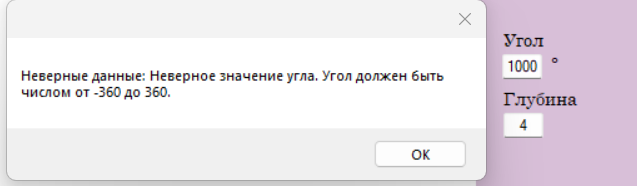 Неверные данные: Неверное значение угла. Угол должен быть
числом от -360 до 360.
OK
Угол
1000 °
Глубина
4